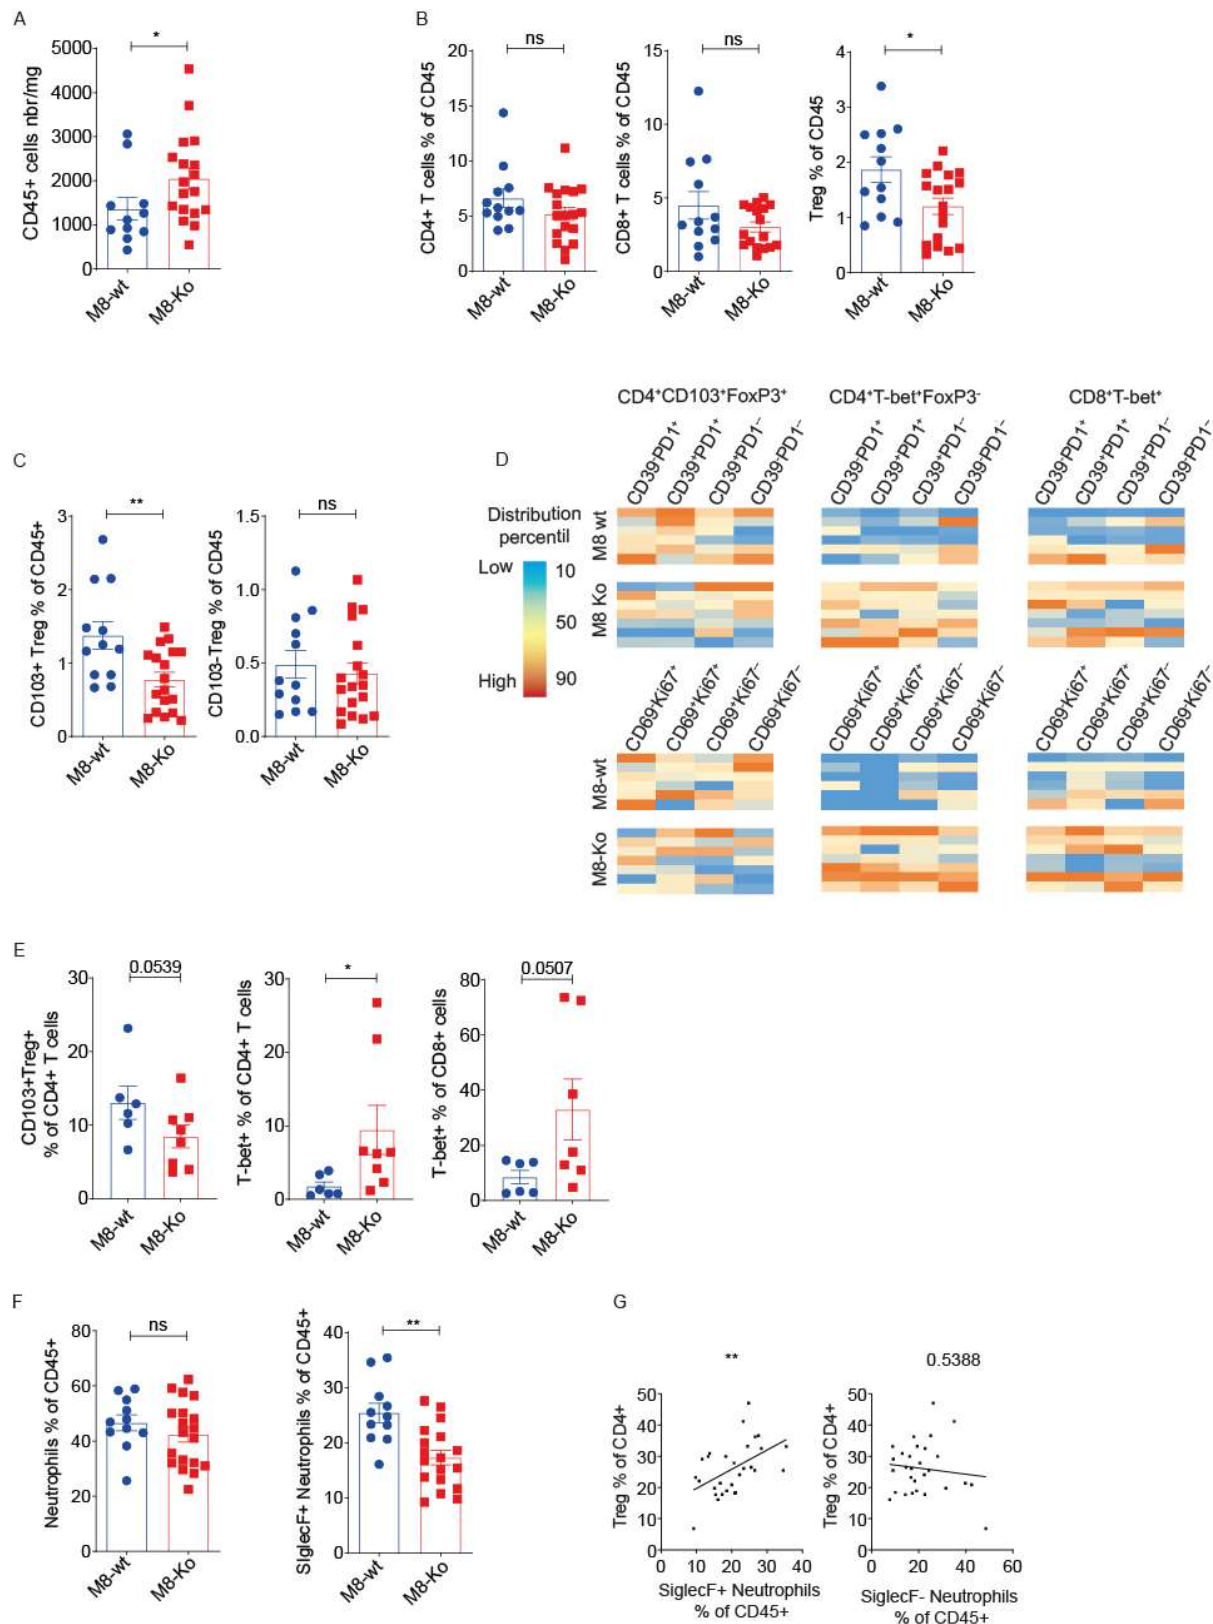 A
*
5000
4000
3000
2000
1000
0
CD45+ cells nbr/mg
M8-wt
M8-Ko
B
ns
20
15
10
5
0
CD4+ T cells % of CD45
M8-wt
M8-Ko
ns
15
10
5
0
CD8+ T cells % of CD45
M8-wt
M8-Ko
*
4
3
2
1
0
Treg % of CD45
M8-wt
M8-Ko
C
**
3
2
1
0
CD103+ Treg % of CD45+
M8-wt
M8-Ko
ns
1.5
1.0
0.5
0.0
CD103-Treg % of CD45
M8-wt
M8-Ko
D
Distribution
percentil
Low
10
50
High
90
CD4⁺CD103⁺FoxP3⁺
CD4⁺T-bet⁺FoxP3⁻
CD8⁺T-bet⁺
CD39⁻PD1⁺
CD39⁺PD1⁺
CD39⁺PD1⁻
CD39⁻PD1⁻
CD39⁻PD1⁺
CD39⁺PD1⁺
CD39⁺PD1⁻
CD39⁻PD1⁻
CD39⁻PD1⁺
CD39⁺PD1⁺
CD39⁺PD1⁻
CD39⁻PD1⁻
M8 wt
M8 Ko
CD69⁻Ki67⁺
CD69⁺Ki67⁺
CD69⁺Ki67⁻
CD69⁻Ki67⁻
CD69⁻Ki67⁺
CD69⁺Ki67⁺
CD69⁺Ki67⁻
CD69⁻Ki67⁻
CD69⁻Ki67⁺
CD69⁺Ki67⁺
CD69⁺Ki67⁻
CD69⁻Ki67⁻
M8-wt
M8-Ko
E
0.0539
30
20
10
0
CD103+Treg+
% of CD4+ T cells
M8-wt
M8-Ko
*
30
20
10
0
T-bet+ % of CD4+ T cells
M8-wt
M8-Ko
0.0507
80
60
40
20
0
T-bet+ % of CD8+ cells
M8-wt
M8-Ko
F
ns
80
60
40
20
0
Neutrophils % of CD45+
M8-wt
M8-Ko
**
40
30
20
10
0
SIglecF+ Neutrophils % of CD45+
M8-wt
M8-Ko
G
**
50
40
30
20
10
0
Treg % of CD4+
0 10 20 30 40
SiglecF+ Neutrophils
% of CD45+
0.5388
50
40
30
20
10
0
Treg % of CD4+
0 20 40 60
SiglecF- Neutrophils
% of CD45+